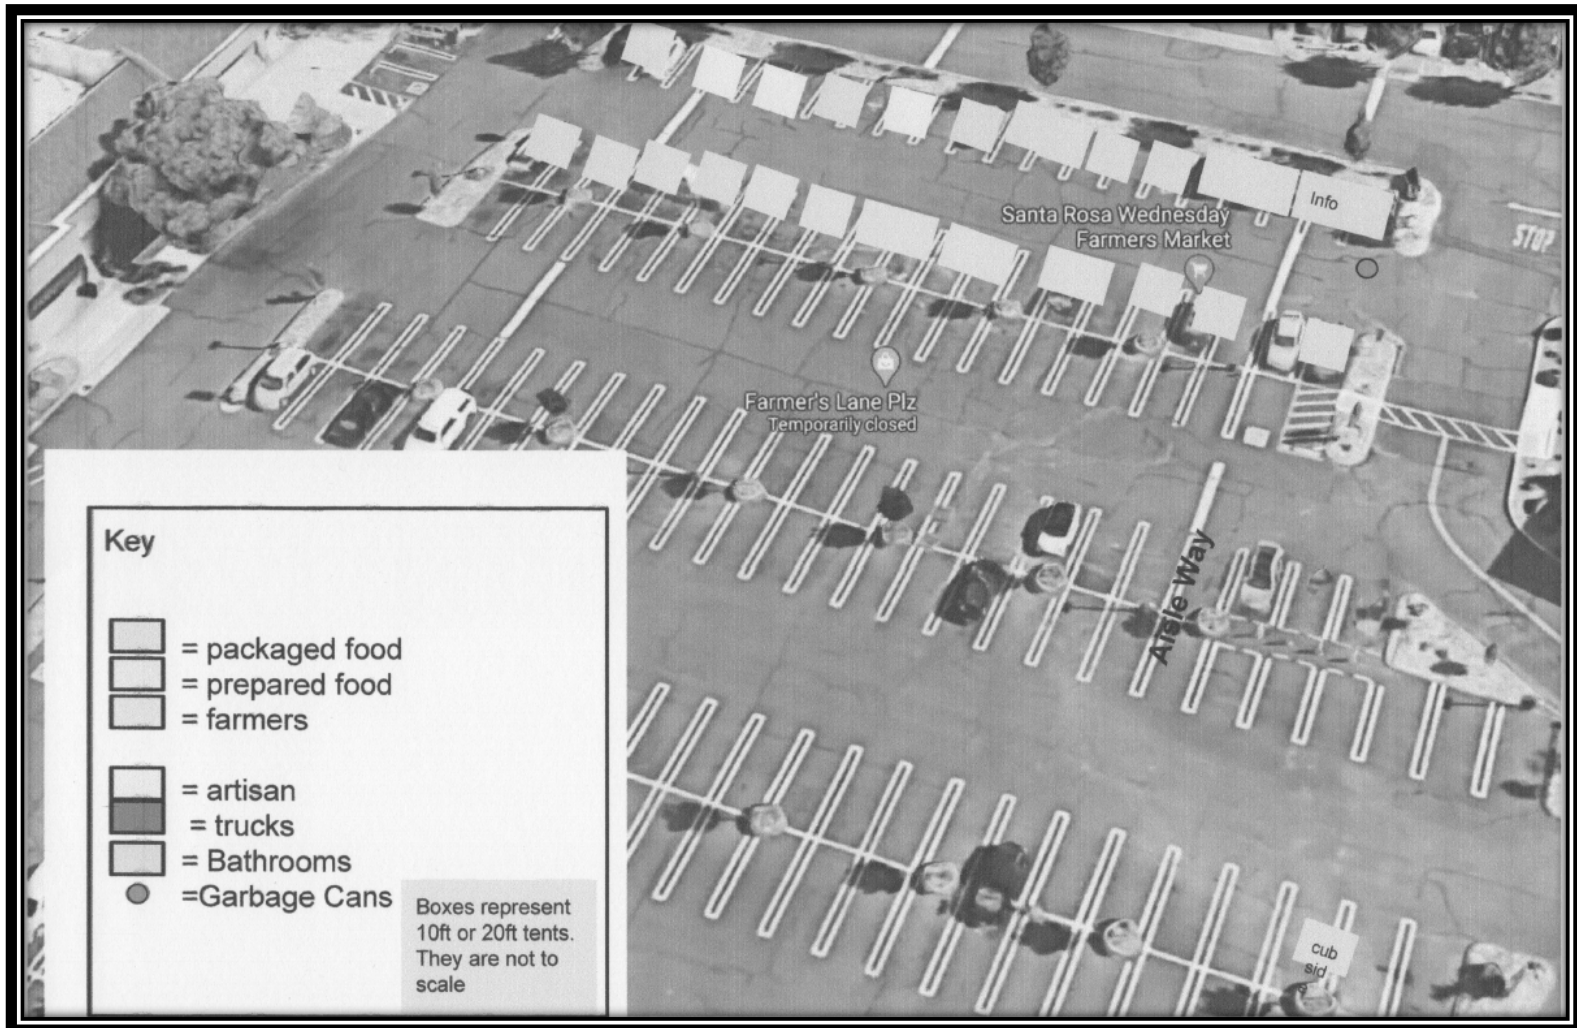 Info
Santa Rosa Wednesday
Farmers Market
STOP
Farmer's Lane Plz
Temporarily closed
Aisle Way
Key
= packaged food
= prepared food
= farmers
= artisan
= trucks
= Bathrooms
=Garbage Cans
Boxes represent
10ft or 20ft tents.
They are not to
scale
cub
sid